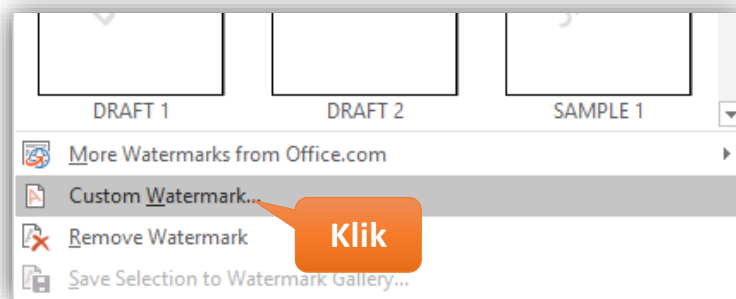 DRAFT 1 DRAFT 2 SAMPLE 1
More Watermarks from Office.com
Custom Watermark...
Klik
Remove Watermark
Save Selection to Watermark Gallery...